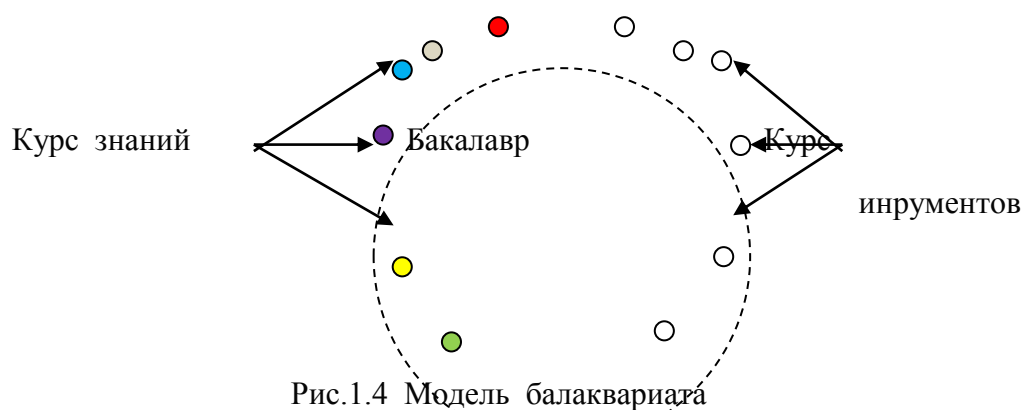 Курс знаний Бакалавр Курс
инрументов
Рис.1.4 Модель балаквариата